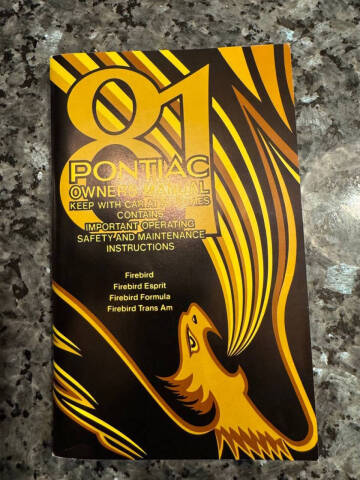 81
PONTIAC
OWNERS MANUAL
KEEP WITH CAR AT ALL TIMES
CONTAINS
IMPORTANT OPERATING
SAFETY AND MAINTENANCE
INSTRUCTIONS
Firebird
Firebird Esprit
Firebird Formula
Firebird Trans Am